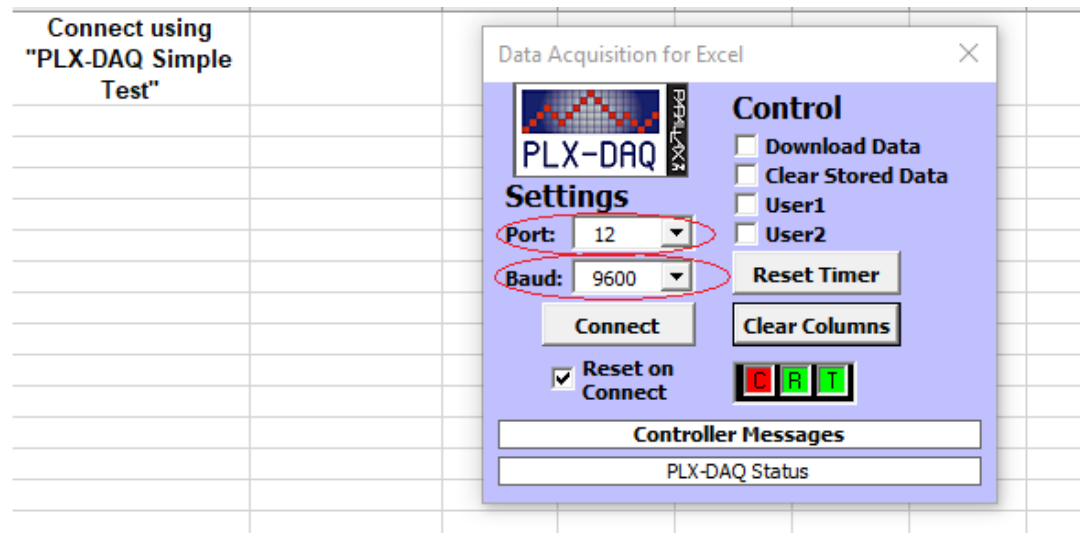 Connect using
"PLX-DAQ Simple
Test"
Data Acquisition for Excel
PLX-DAQ
PARALLAX
Control
Download Data
Clear Stored Data
User1
User2
Settings
Port: 12
Baud: 9600
Reset Timer
Connect
Clear Columns
Reset on
Connect
C R T
Controller Messages
PLX-DAQ Status